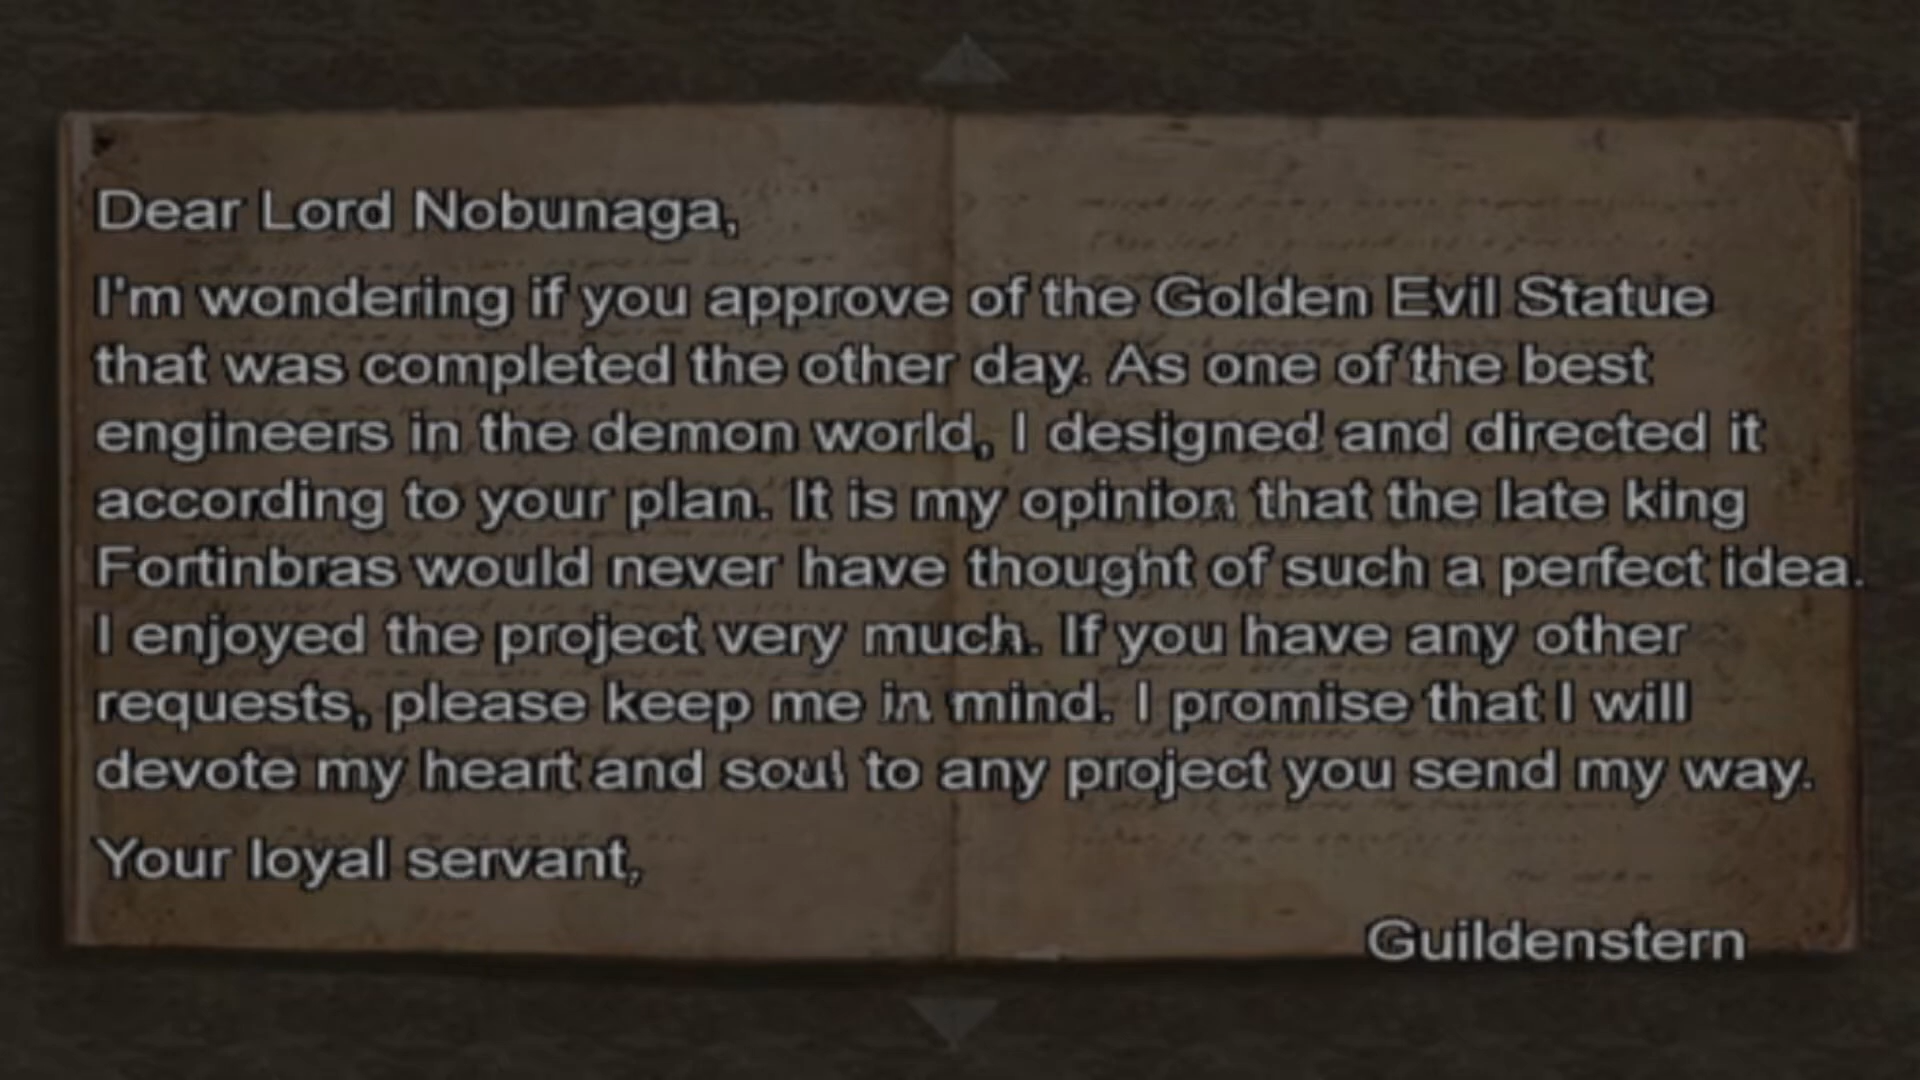 Dear Lord Nobunaga,
I'm wondering if you approve of the Golden Evil Statue
that was completed the other day. As one of the best
engineers in the demon world, I designed and directed it
according to your plan. It is my opinion that the late king
Fortinbras would never have thought of such a perfect idea.
I enjoyed the project very much. If you have any other
requests, please keep me in mind. I promise that I will
devote my heart and soul to any project you send my way.
Your loyal servant,
Guildenstern